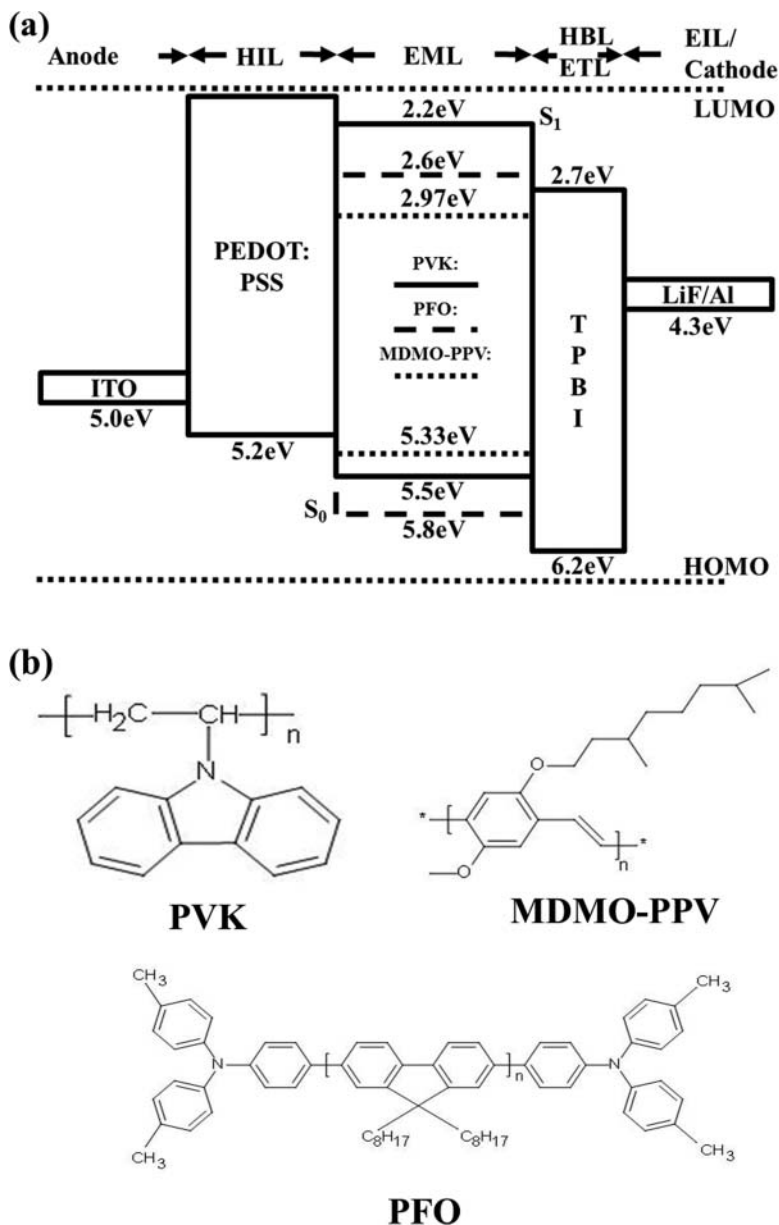 (a)
Anode HIL EML HBL EIL/
ETL Cathode
LUMO
2.2eV S₁
2.6eV
2.7eV
2.97eV
PEDOT:
PSS
PVK:
PFO:
MDMO-PPV:
T
P
B
I
LiF/Al
4.3eV
ITO
5.0eV
5.2eV
5.33eV
5.5eV
S₀
5.8eV
6.2eV
HOMO
(b)
H₂C CH n
N
PVK
O
* n *
O
MDMO-PPV
CH₃ CH₃
CH₃ CH₃
N n N
C₈H₁₇ C₈H₁₇
PFO